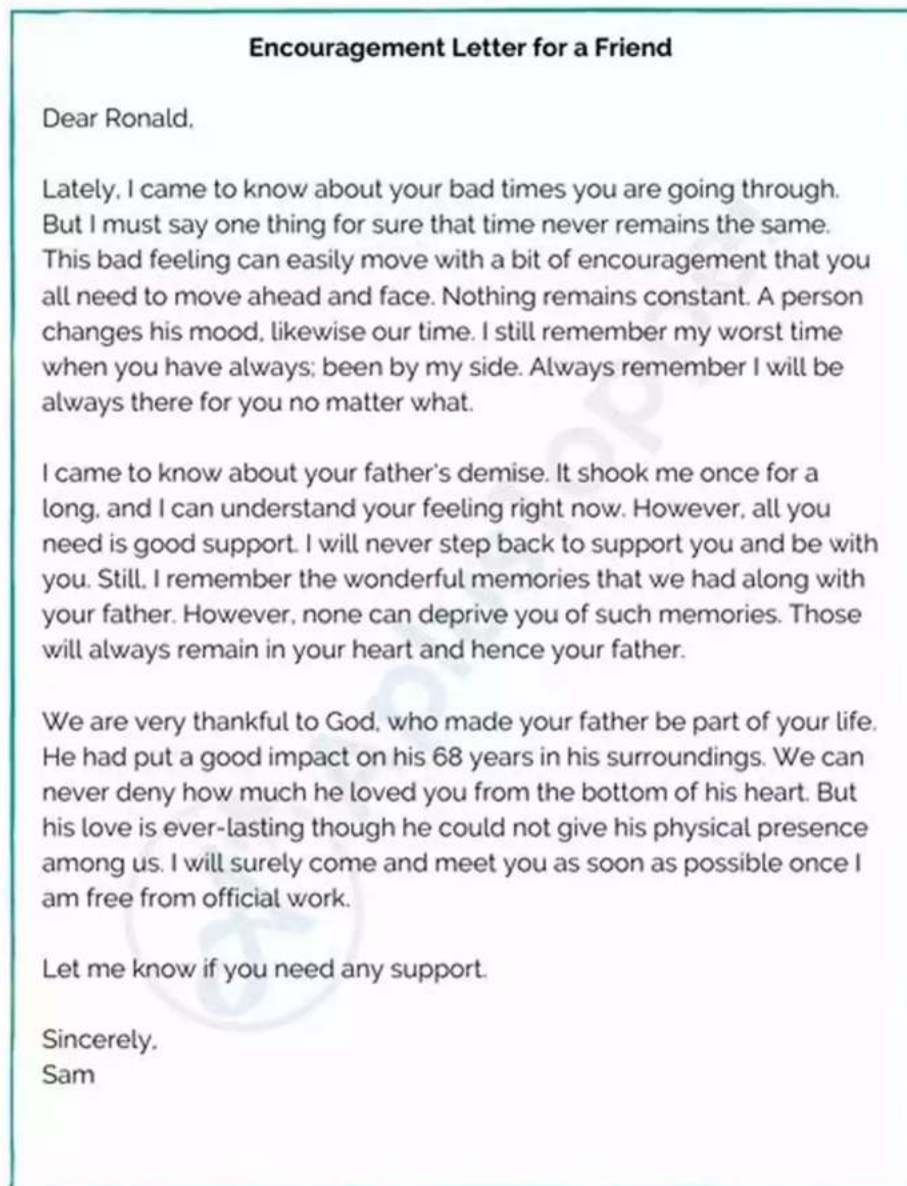 Encouragement Letter for a Friend
Dear Ronald,
Lately, I came to know about your bad times you are going through.
But I must say one thing for sure that time never remains the same.
This bad feeling can easily move with a bit of encouragement that you
all need to move ahead and face. Nothing remains constant. A person
changes his mood, likewise our time. I still remember my worst time
when you have always; been by my side. Always remember I will be
always there for you no matter what.
I came to know about your father's demise. It shook me once for a
long, and I can understand your feeling right now. However, all you
need is good support. I will never step back to support you and be with
you. Still, I remember the wonderful memories that we had along with
your father. However, none can deprive you of such memories. Those
will always remain in your heart and hence your father.
We are very thankful to God, who made your father be part of your life.
He had put a good impact on his 68 years in his surroundings. We can
never deny how much he loved you from the bottom of his heart. But
his love is ever-lasting though he could not give his physical presence
among us. I will surely come and meet you as soon as possible once I
am free from official work.
Let me know if you need any support.
Sincerely,
Sam
Aplustopper